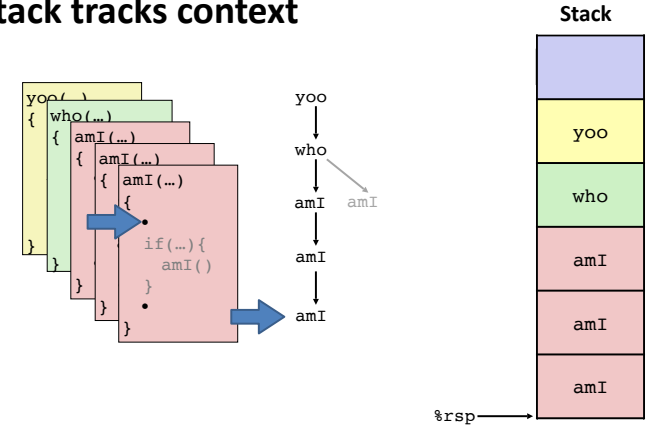 tack tracks context
Stack
yoo(…)
{
who(…)
{
amI(…)
{
amI(…)
{
amI(…)
{
•
if(…){
amI()
}
•
}
}
}
}
}
yoo
who
amI amI
amI
amI
yoo
who
amI
amI
amI
%rsp